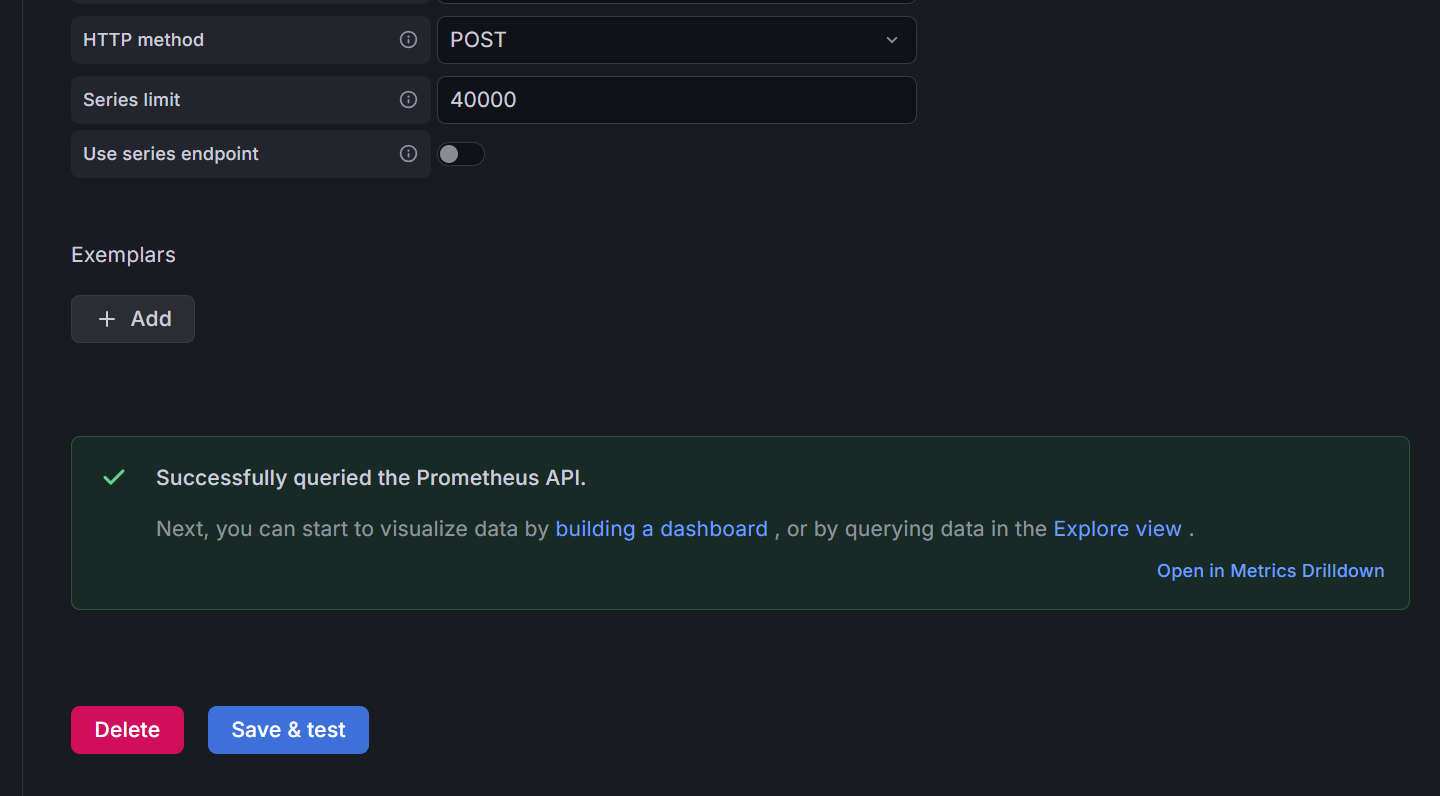 HTTP method
POST
Series limit
40000
Use series endpoint
Exemplars
Add
Successfully queried the Prometheus API.
Next, you can start to visualize data by building a dashboard , or by querying data in the Explore view .
Open in Metrics Drilldown
Delete
Save & test